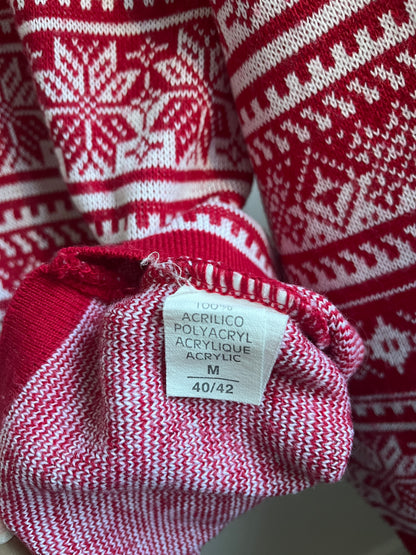 100%
ACRILICO
POLYACRYL
ACRYLIQUE
ACRYLIC
M
40/42